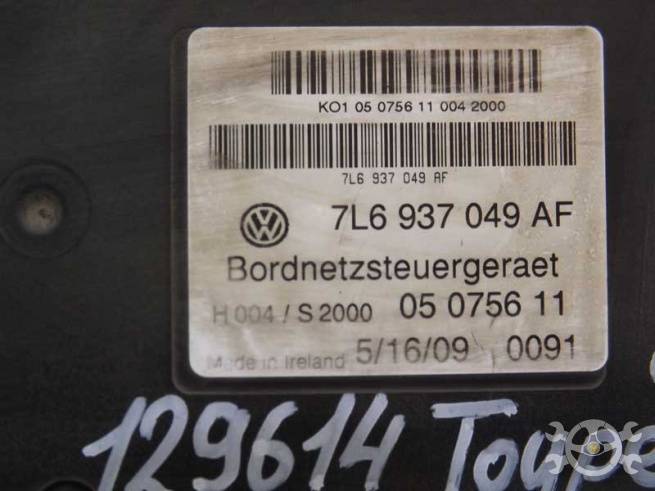 KO1 05 0756 11 004 2000
7L6 937 049 AF
7L6 937 049 AF
Bordnetzsteuergeraet
H 004 / S 2000 05 0756 11
Made in Ireland 5/16/09 0091
129614 Тоуре